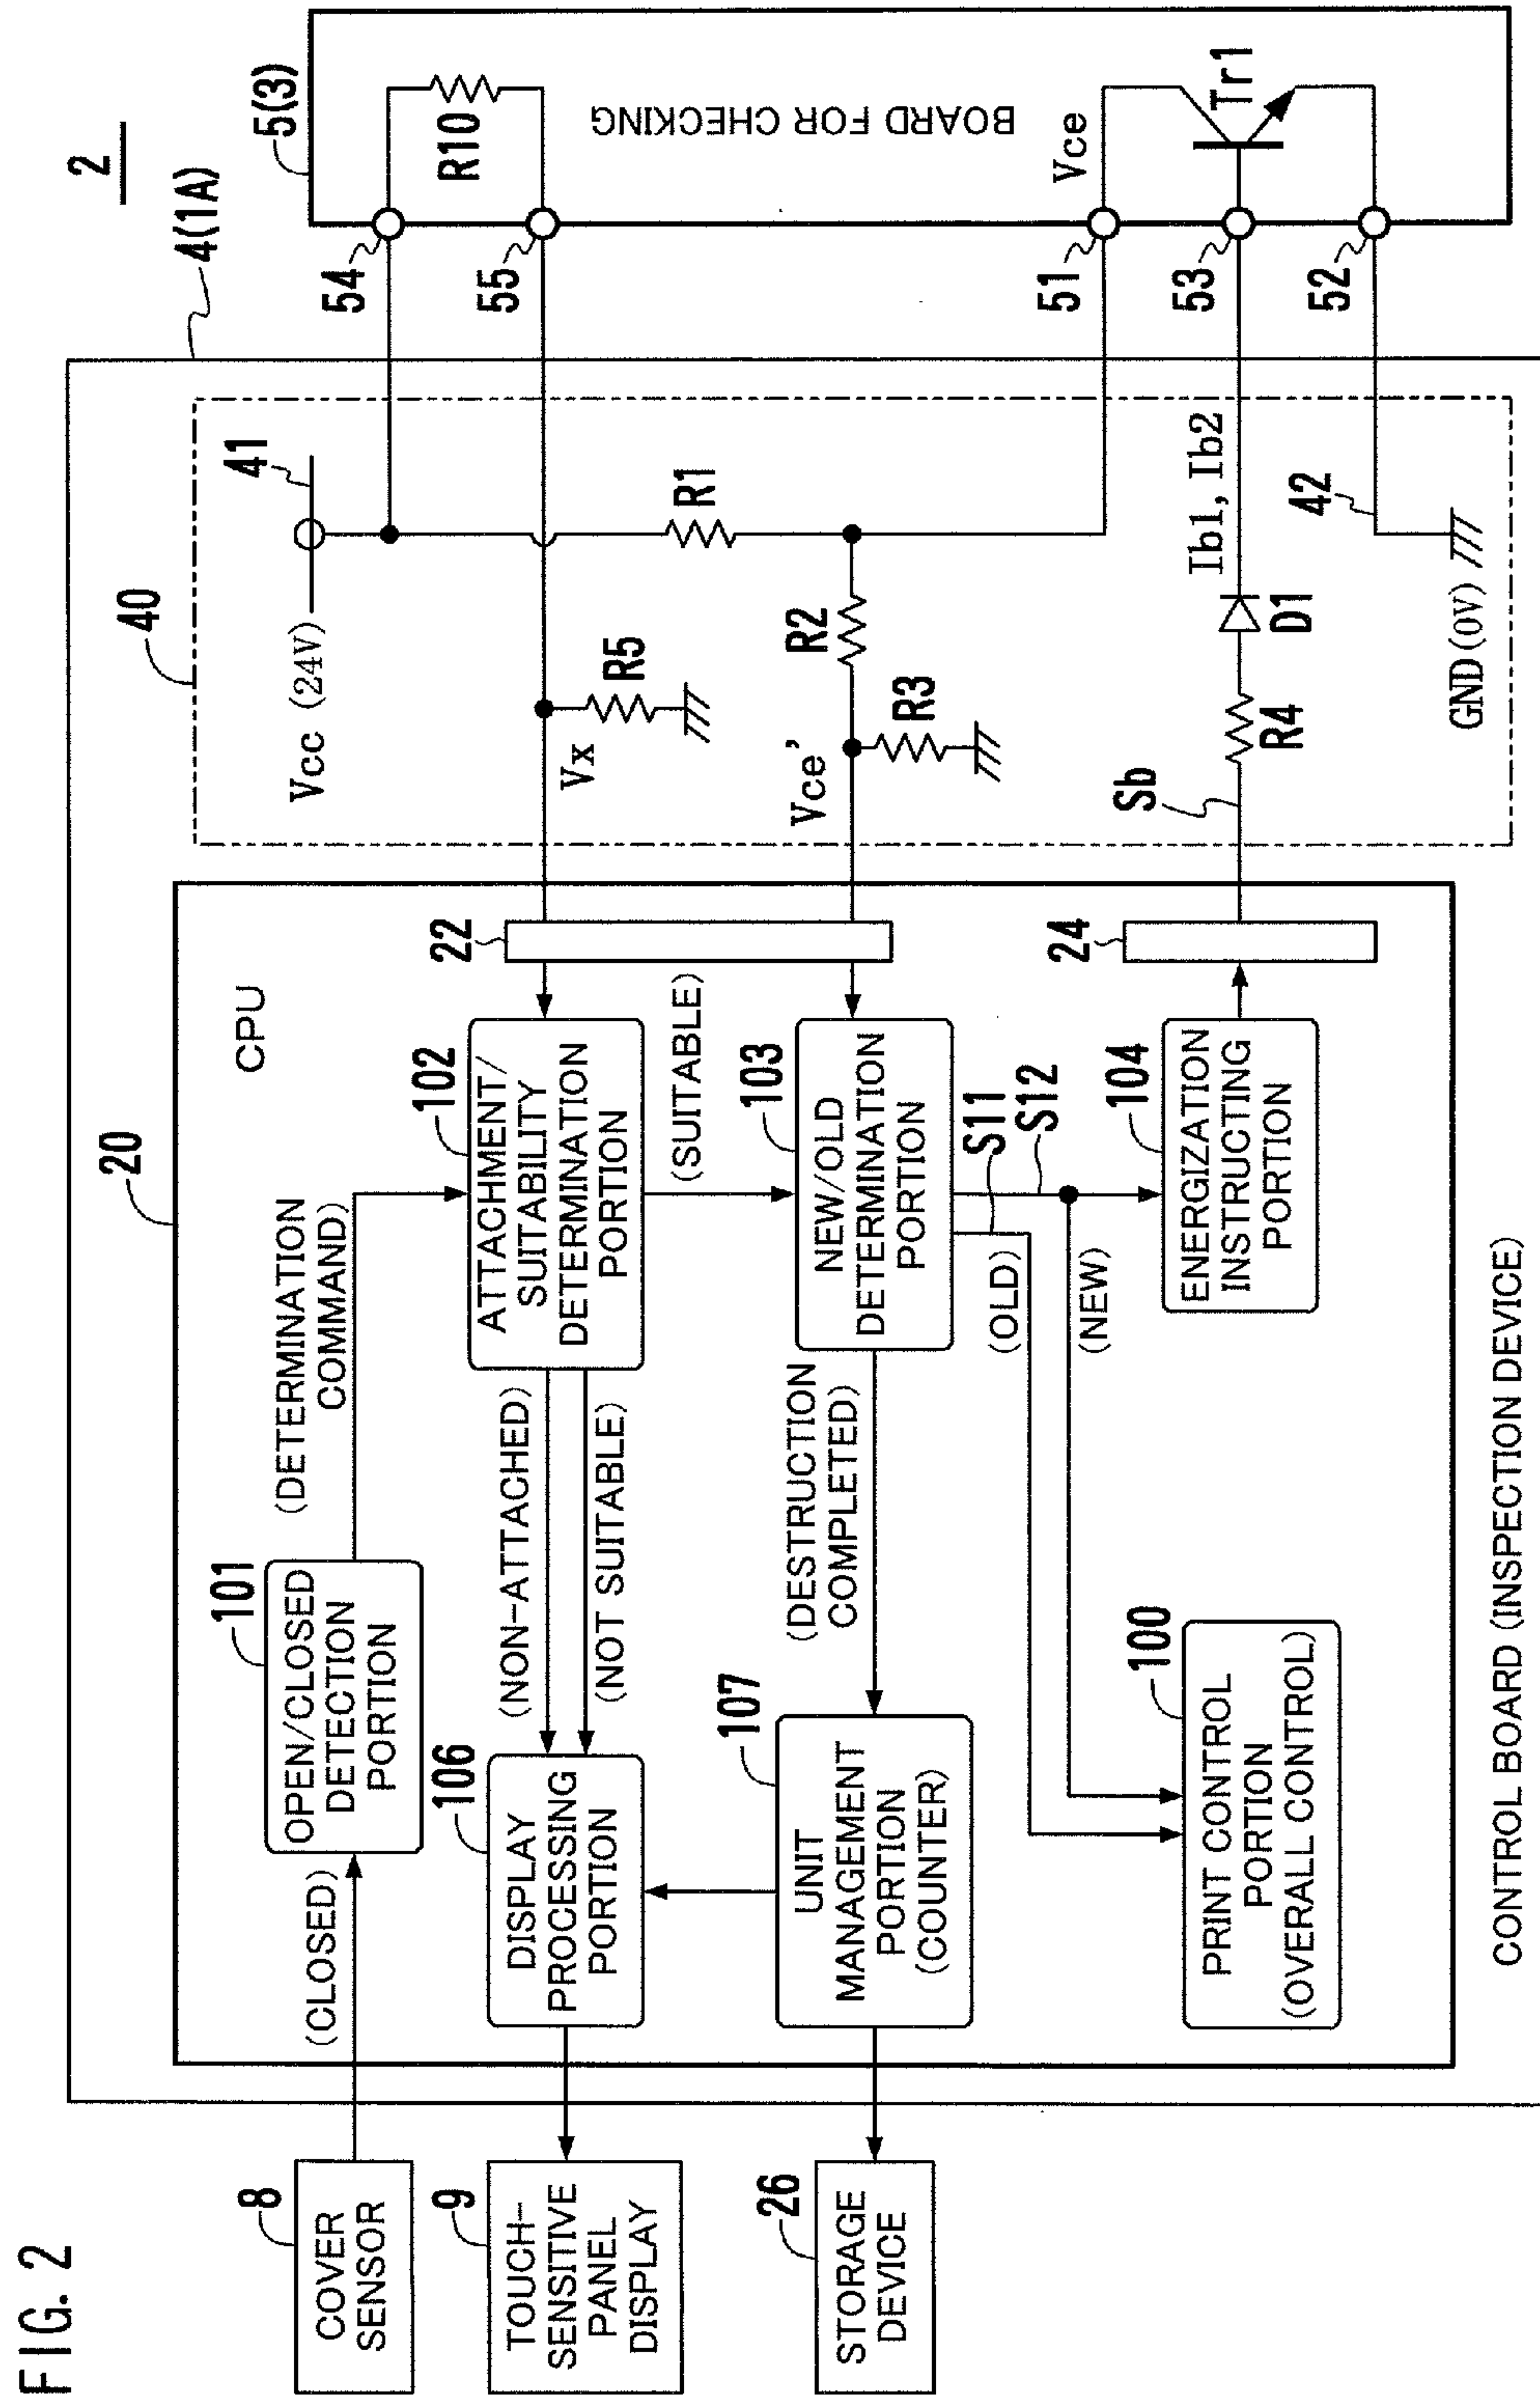 FIG. 2
2
4(1A)
5(3)
20
40
8
COVER
SENSOR
(CLOSED)
101
OPEN/CLOSED
DETECTION
PORTION
(DETERMINATION
COMMAND)
CPU
Vcc (24V)
41
54
R10
9
TOUCH-
SENSITIVE
PANEL
DISPLAY
106
DISPLAY
PROCESSING
PORTION
(NON-ATTACHED)
(NOT SUITABLE)
102
ATTACHMENT/
SUITABILITY
DETERMINATION
PORTION
22
(SUITABLE)
Vx
R5
R1
55
BOARD FOR CHECKING
26
STORAGE
DEVICE
107
UNIT
MANAGEMENT
PORTION
(COUNTER)
(DESTRUCTION
COMPLETED)
103
NEW/OLD
DETERMINATION
PORTION
Vce'
R2
R3
S11
S12
(OLD)
(NEW)
51
Vce
100
PRINT CONTROL
PORTION
(OVERALL CONTROL)
104
ENERGIZATION
INSTRUCTING
PORTION
24
Sb
R4
D1
Ib1, Ib2
53
Tr1
42
52
GND (0V)
CONTROL BOARD (INSPECTION DEVICE)